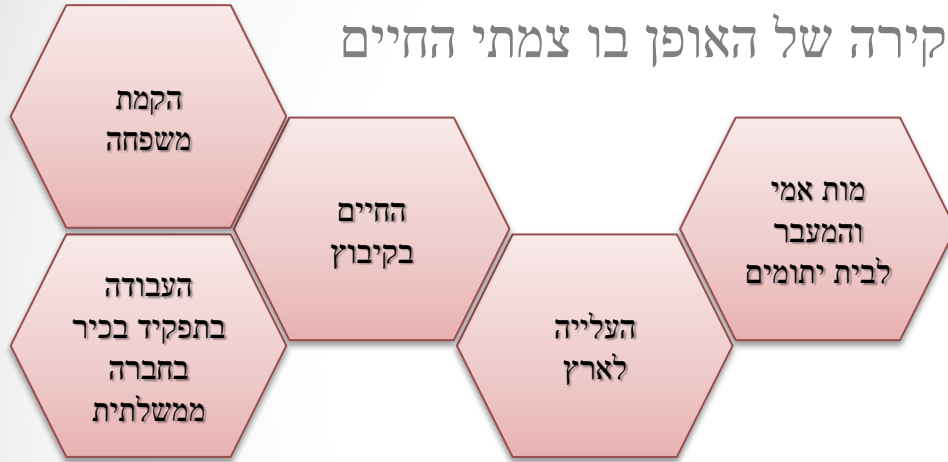 קירה של האופן בו צמתי החיים
מות אמי
והמעבר
לבית יתומים
העלייה
לארץ
החיים
בקיבוץ
הקמת
משפחה
העבודה
בתפקיד בכיר
בחברה
ממשלתית